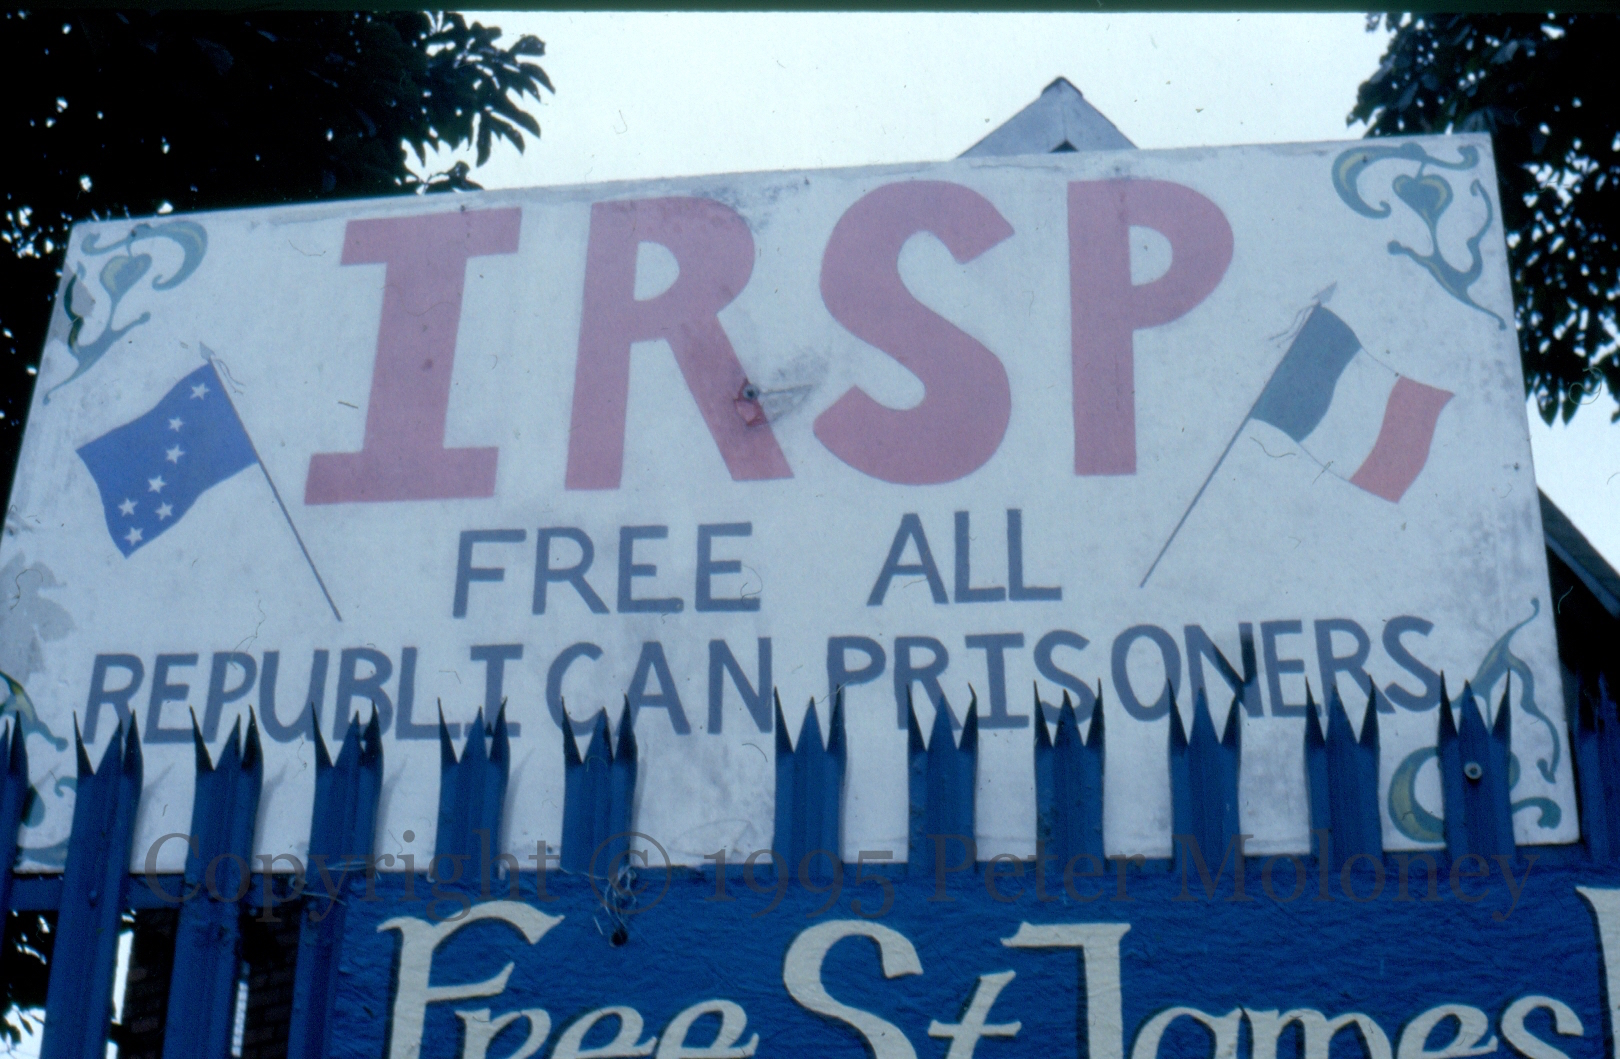 IRSP
FREE ALL
REPUBLICAN PRISONERS
Copyright © 1995 Peter Moloney
Free St James